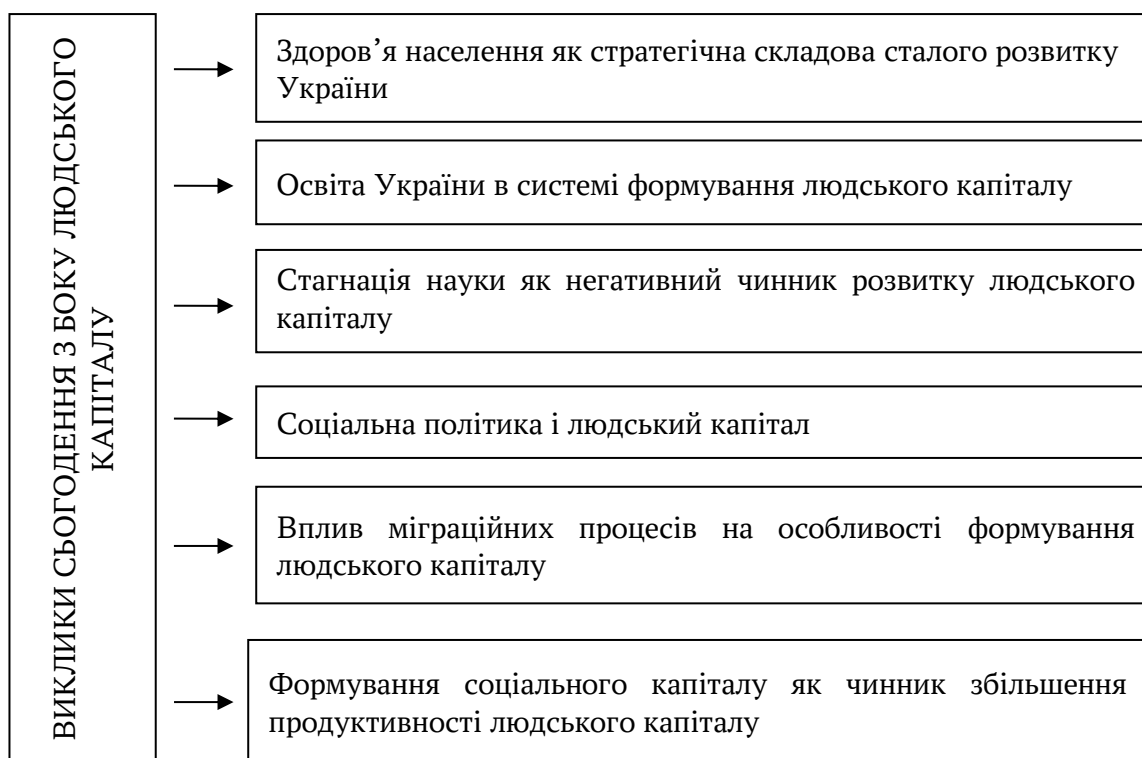 ВИКЛИКИ СЬОГОДЕННЯ З БОКУ ЛЮДСЬКОГО
КАПІТАЛУ
Здоров’я населення як стратегічна складова сталого розвитку
України
Освіта України в системі формування людського капіталу
Стагнація науки як негативний чинник розвитку людського
капіталу
Соціальна політика і людський капітал
Вплив міграційних процесів на особливості формування
людського капіталу
Формування соціального капіталу як чинник збільшення
продуктивності людського капіталу